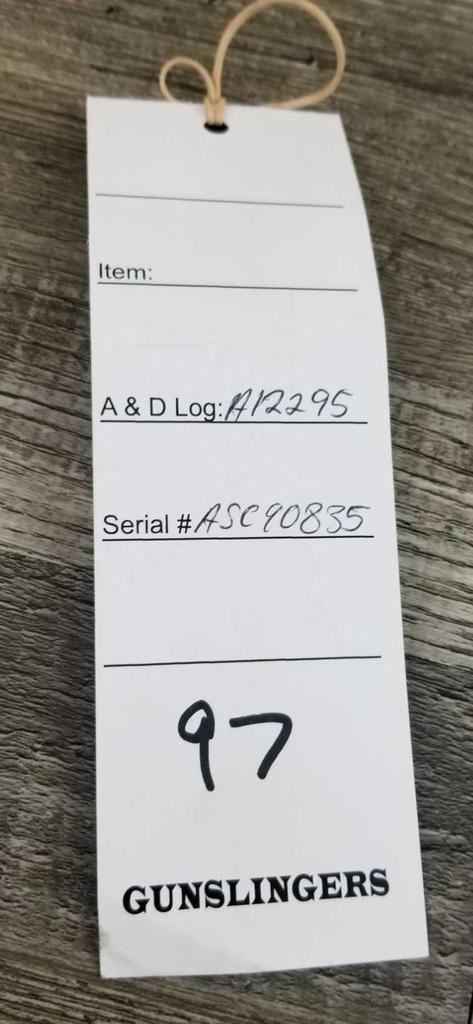 Item:
A & D Log: A12295
Serial # ASC90835
97
GUNSLINGERS